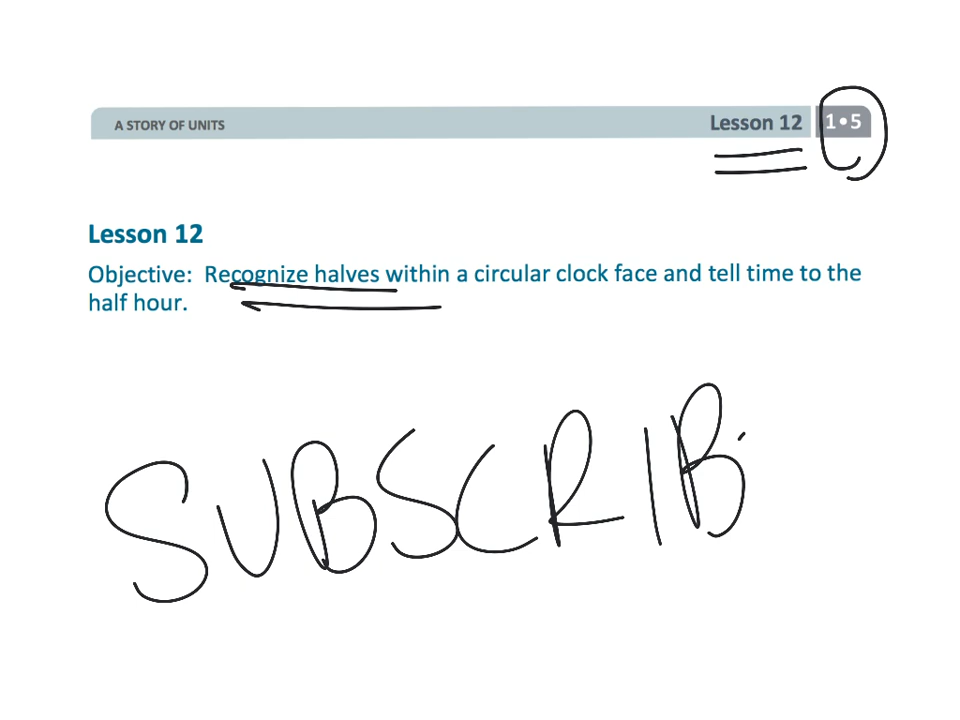 A STORY OF UNITS Lesson 12 1•5
Lesson 12
Objective: Recognize halves within a circular clock face and tell time to the
half hour.
SUBSCRIB